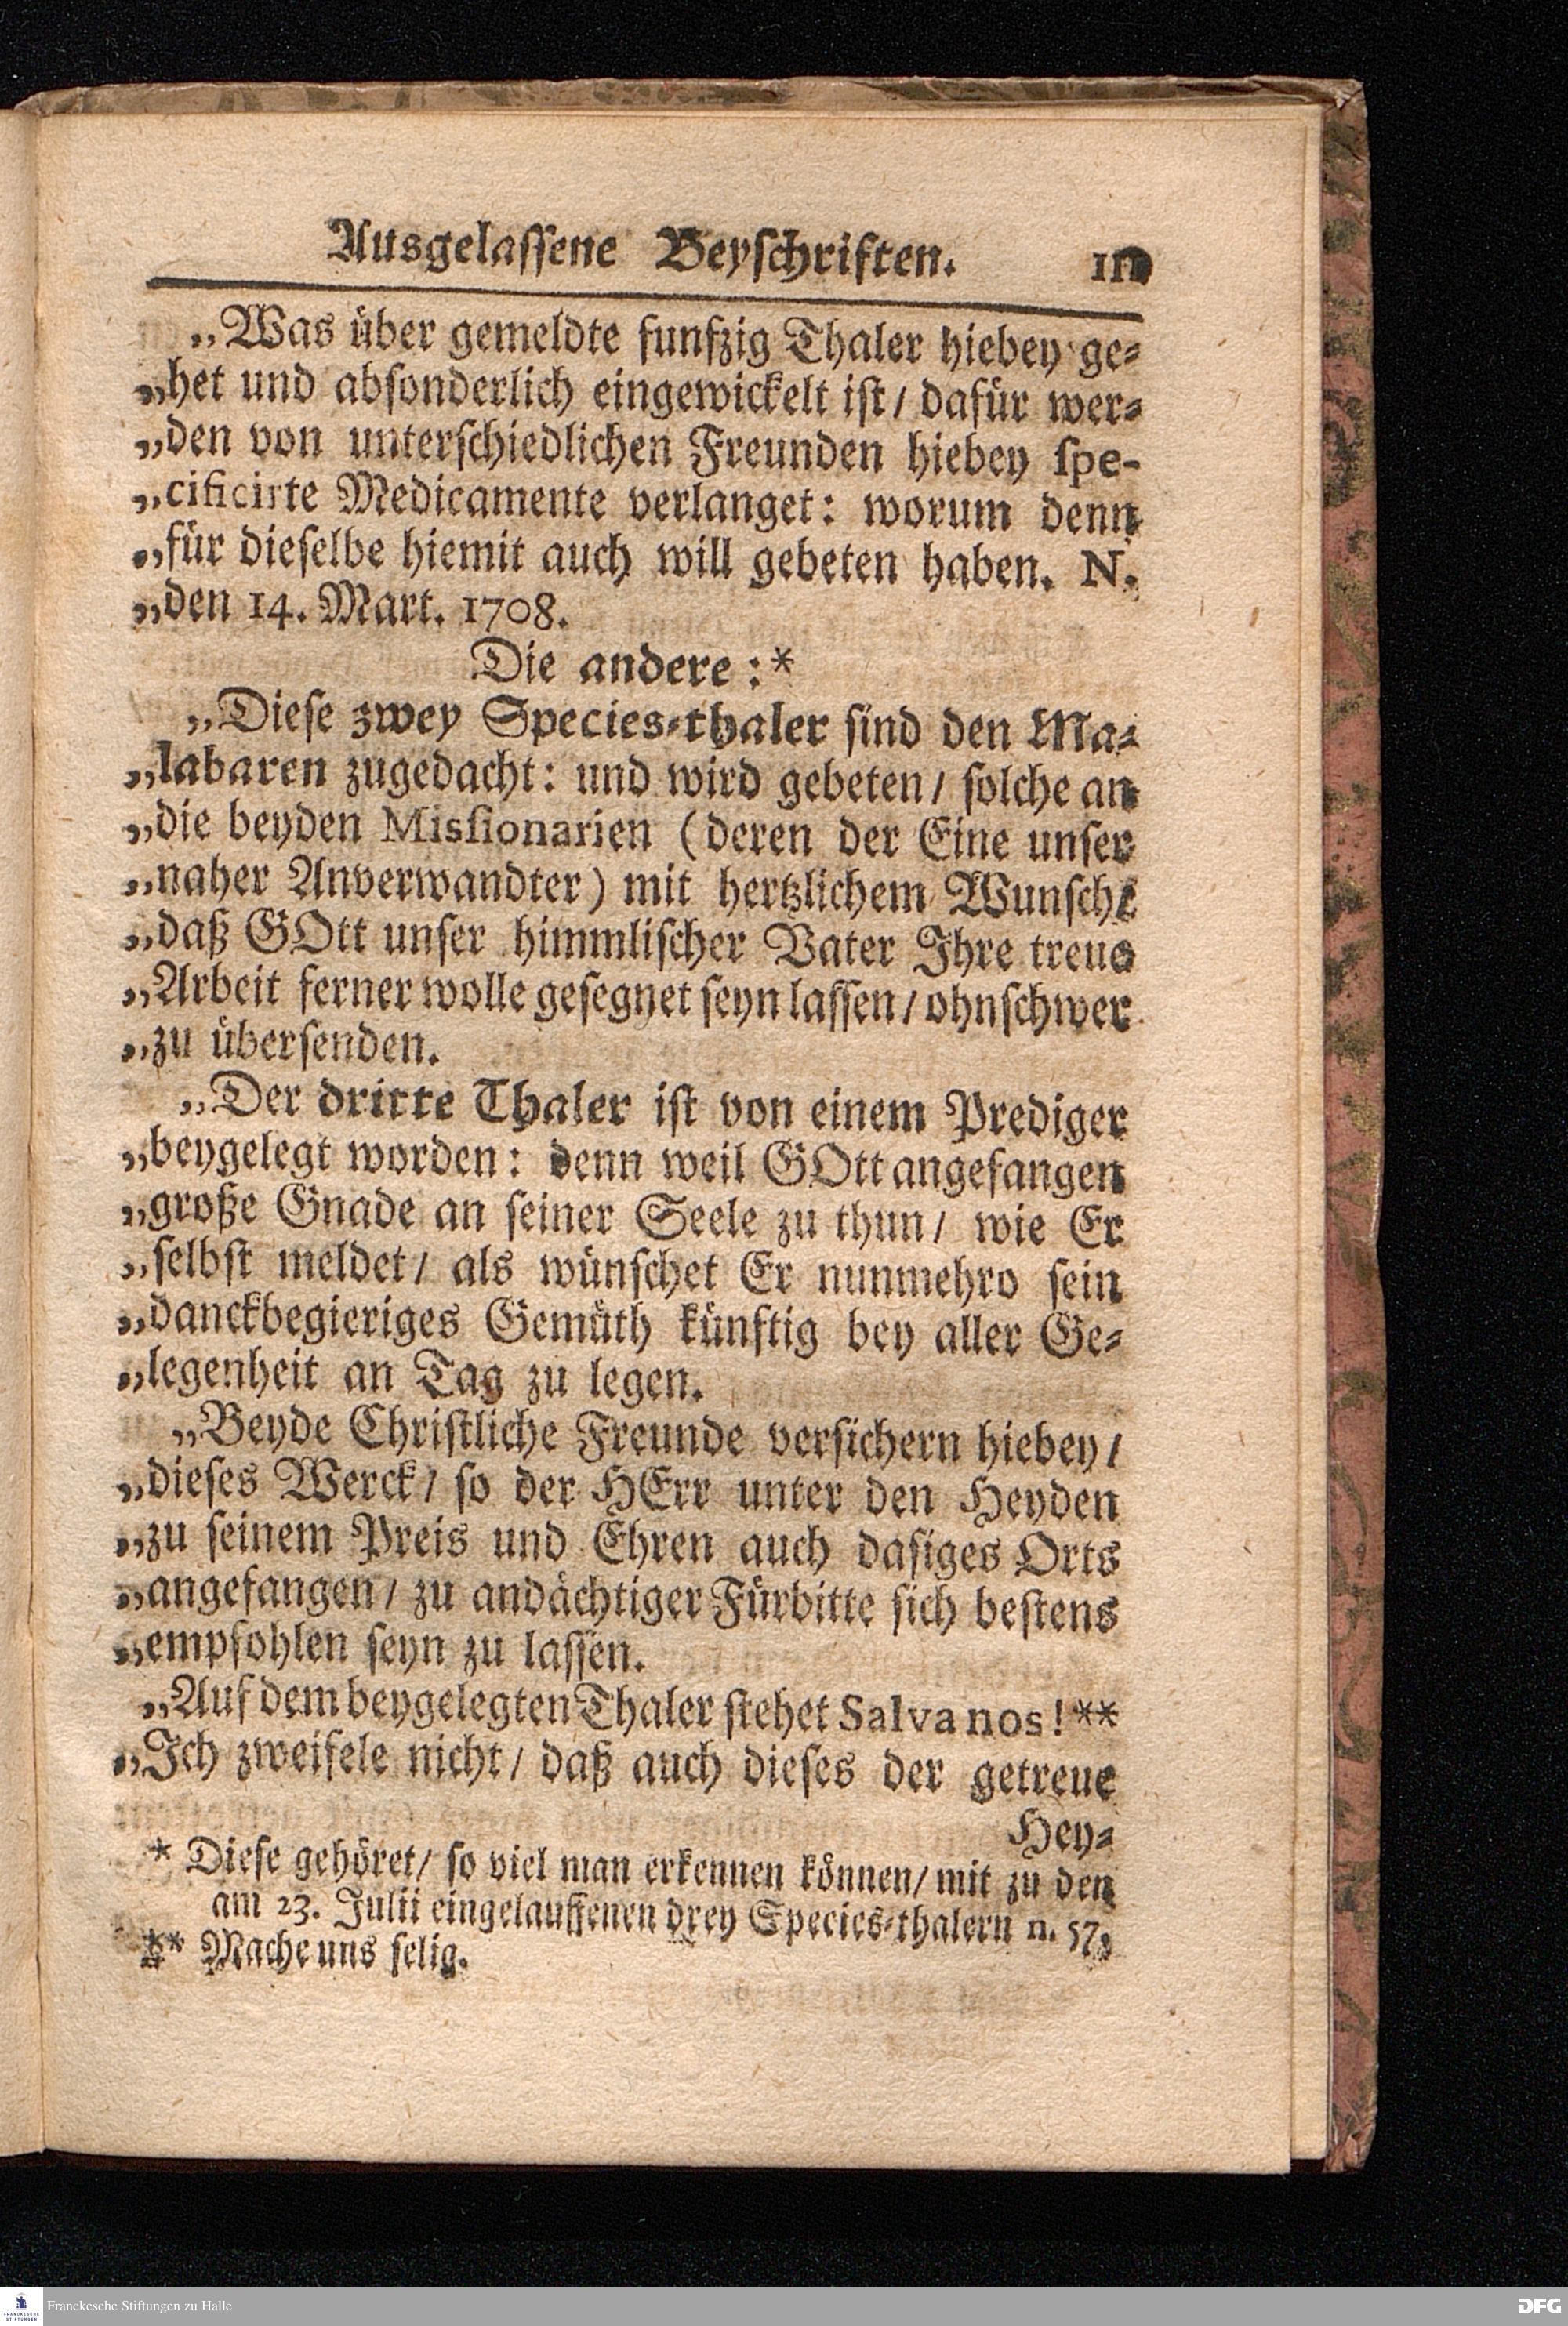 Ausgelassene Beyschriften. 111
„Was über gemeldte funfzig Thaler hiebey ge-
„het und absonderlich eingewickelt ist / dafür wer-
„den von unterschiedlichen Freunden hiebey spe-
„cificirte Medicamente verlanget: worum denn
„für dieselbe hiemit auch will gebeten haben. N.
„den 14. Mart. 1708.
Die andere :*
„Diese zwey Species-thaler sind den Ma-
„labaren zugedacht: und wird gebeten / solche an
„die beyden Missionarien (deren der Eine unser
„naher Anverwandter) mit hertzlichem Wunsch /
„daß GOtt unser himmlischer Vater Ihre treue
„Arbeit ferner wolle gesegnet seyn lassen / ohnschwer
„zu übersenden.
„Der dritte Thaler ist von einem Prediger
„beygelegt worden: denn weil GOtt angefangen
„große Gnade an seiner Seele zu thun / wie Er
„selbst meldet / als wünschet Er nunmehro sein
„danckbegieriges Gemüth künftig bey aller Ge-
„legenheit an Tag zu legen.
„Beyde Christliche Freunde versichern hiebey /
„dieses Werck / so der HErr unter den Heyden
„zu seinem Preis und Ehren auch dasiges Orts
„angefangen / zu andächtiger Fürbitte sich bestens
„empfohlen seyn zu lassen.
„Auf dem beygelegten Thaler stehet Salva nos! **
„Ich zweifele nicht / daß auch dieses der getreue
Hey-
* Diese gehöret / so viel man erkennen können / mit zu den
am 23. Julii eingelauffenen drey Species-thalern n. 57.
** Mache uns selig.
Franckesche Stiftungen zu Halle
DFG